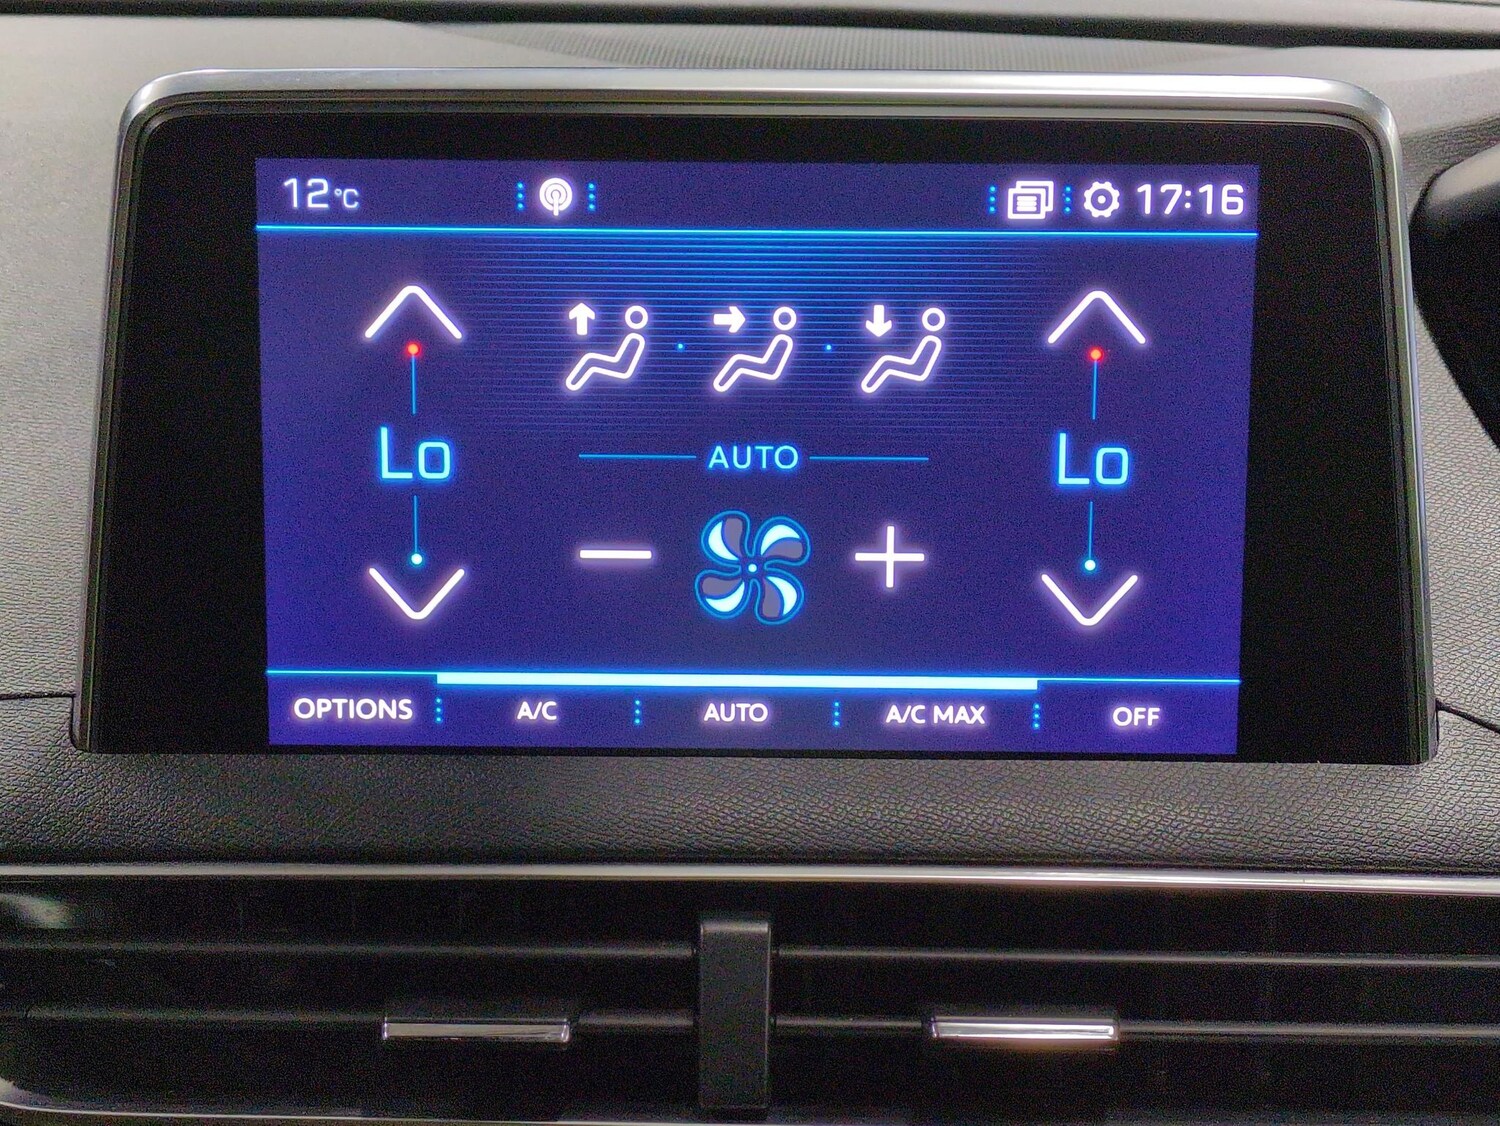 12°C 17:16
Lo AUTO Lo
OPTIONS A/C AUTO A/C MAX OFF